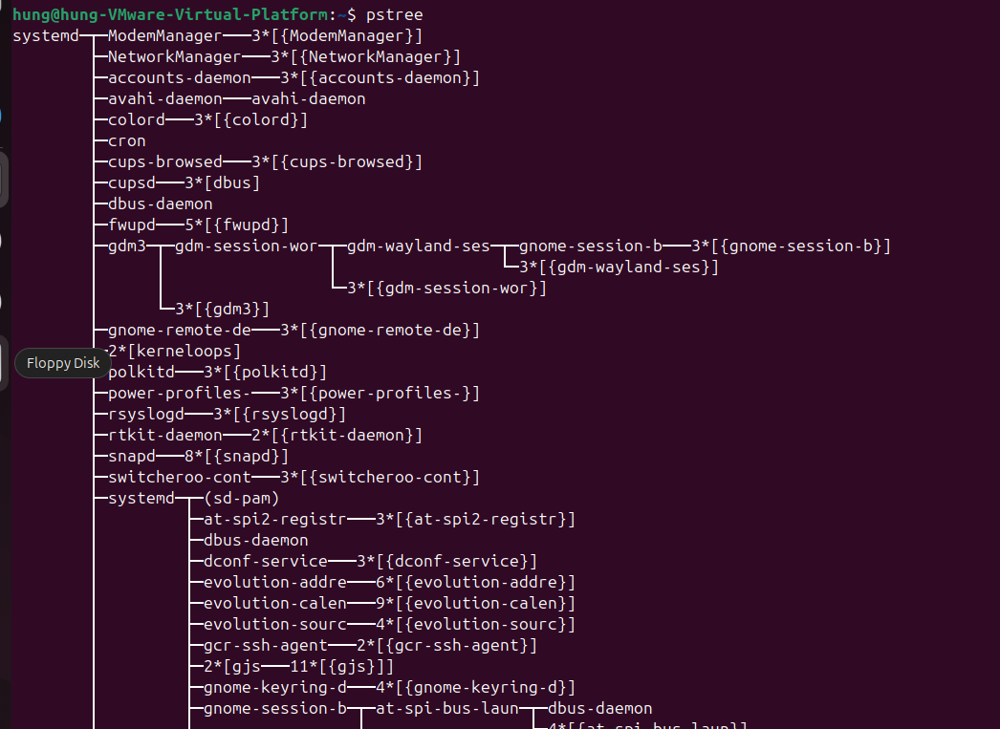 hung@hung-VMware-Virtual-Platform:~$ pstree
systemd─┬─ModemManager───3*[{ModemManager}]
├─NetworkManager───3*[{NetworkManager}]
├─accounts-daemon───3*[{accounts-daemon}]
├─avahi-daemon───avahi-daemon
├─colord───3*[{colord}]
├─cron
├─cups-browsed───3*[{cups-browsed}]
├─cupsd───3*[dbus]
├─dbus-daemon
├─fwupd───5*[{fwupd}]
├─gdm3─┬─gdm-session-wor─┬─gdm-wayland-ses─┬─gnome-session-b───3*[{gnome-session-b}]
└─3*[{gdm-wayland-ses}]
└─3*[{gdm-session-wor}]
└─3*[{gdm3}]
├─gnome-remote-de───3*[{gnome-remote-de}]
├─2*[kerneloops]
Floppy Disk
polkitd───3*[{polkitd}]
├─power-profiles-───3*[{power-profiles-}]
├─rsyslogd───3*[{rsyslogd}]
├─rtkit-daemon───2*[{rtkit-daemon}]
├─snapd───8*[{snapd}]
├─switcheroo-cont───3*[{switcheroo-cont}]
├─systemd─┬─(sd-pam)
├─at-spi2-registr───3*[{at-spi2-registr}]
├─dbus-daemon
├─dconf-service───3*[{dconf-service}]
├─evolution-addre───6*[{evolution-addre}]
├─evolution-calen───9*[{evolution-calen}]
├─evolution-sourc───4*[{evolution-sourc}]
├─gcr-ssh-agent───2*[{gcr-ssh-agent}]
├─2*[gjs───11*[{gjs}]]
├─gnome-keyring-d───4*[{gnome-keyring-d}]
├─gnome-session-b─┬─at-spi-bus-laun─┬─dbus-daemon
└─4*[{at-spi-bus-laun}]